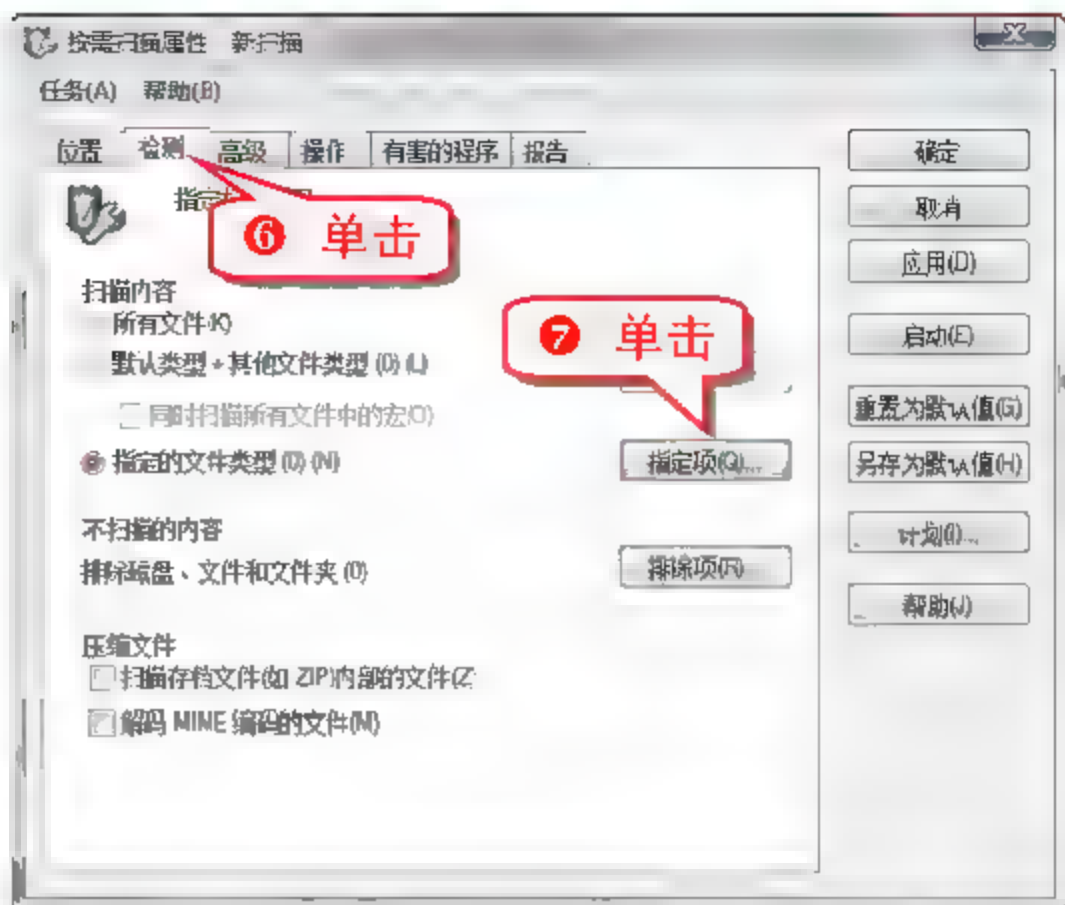 按需扫描属性 新扫描
任务(A) 帮助(B)
位置 检测 高级 操作 有害的程序 报告
确定
指定
取消
❻ 单击
应用(D)
扫描内容
所有文件(K)
❼ 单击
启动(E)
默认类型+其他文件类型(D)(L)
同时扫描所有文件中的宏(O)
重置为默认值(G)
指定的文件类型(D)(N)
指定项(Q)...
另存为默认值(H)
不扫描的内容
计划(I)...
排除磁盘、文件和文件夹(D)
排除项(R)
帮助(J)
压缩文件
扫描存档文件(如 ZIP)内部的文件(Z)
解码 MIME 编码的文件(M)